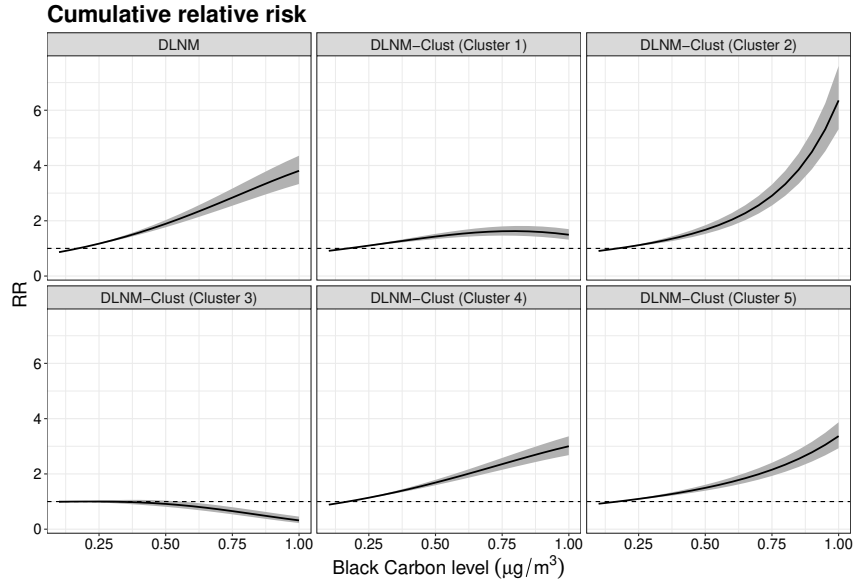 Cumulative relative risk
DLNM
DLNM−Clust (Cluster 1)
DLNM−Clust (Cluster 2)
6
4
2
0
DLNM−Clust (Cluster 3)
DLNM−Clust (Cluster 4)
DLNM−Clust (Cluster 5)
6
4
2
0
RR
0.25 0.50 0.75 1.00
0.25 0.50 0.75 1.00
0.25 0.50 0.75 1.00
Black Carbon level (μg/m³)